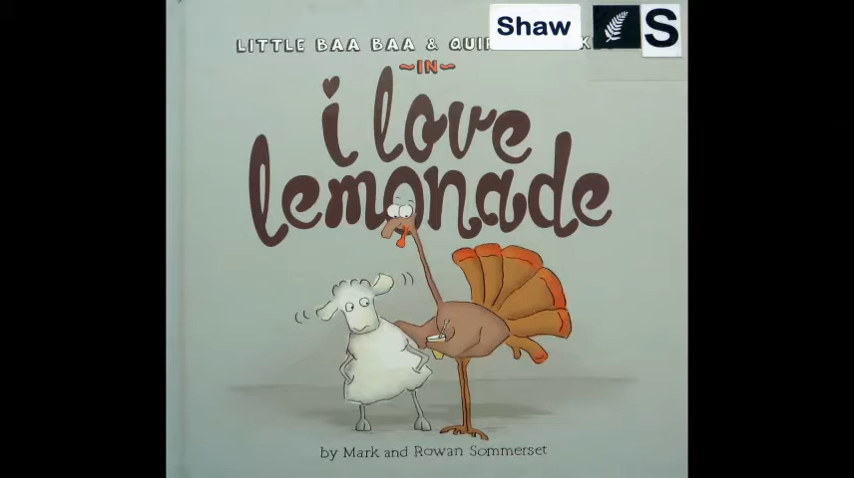 Shaw
S
LITTLE BAA BAA & 
IN
i love
lemonade
by Mark and Rowan Sommerset